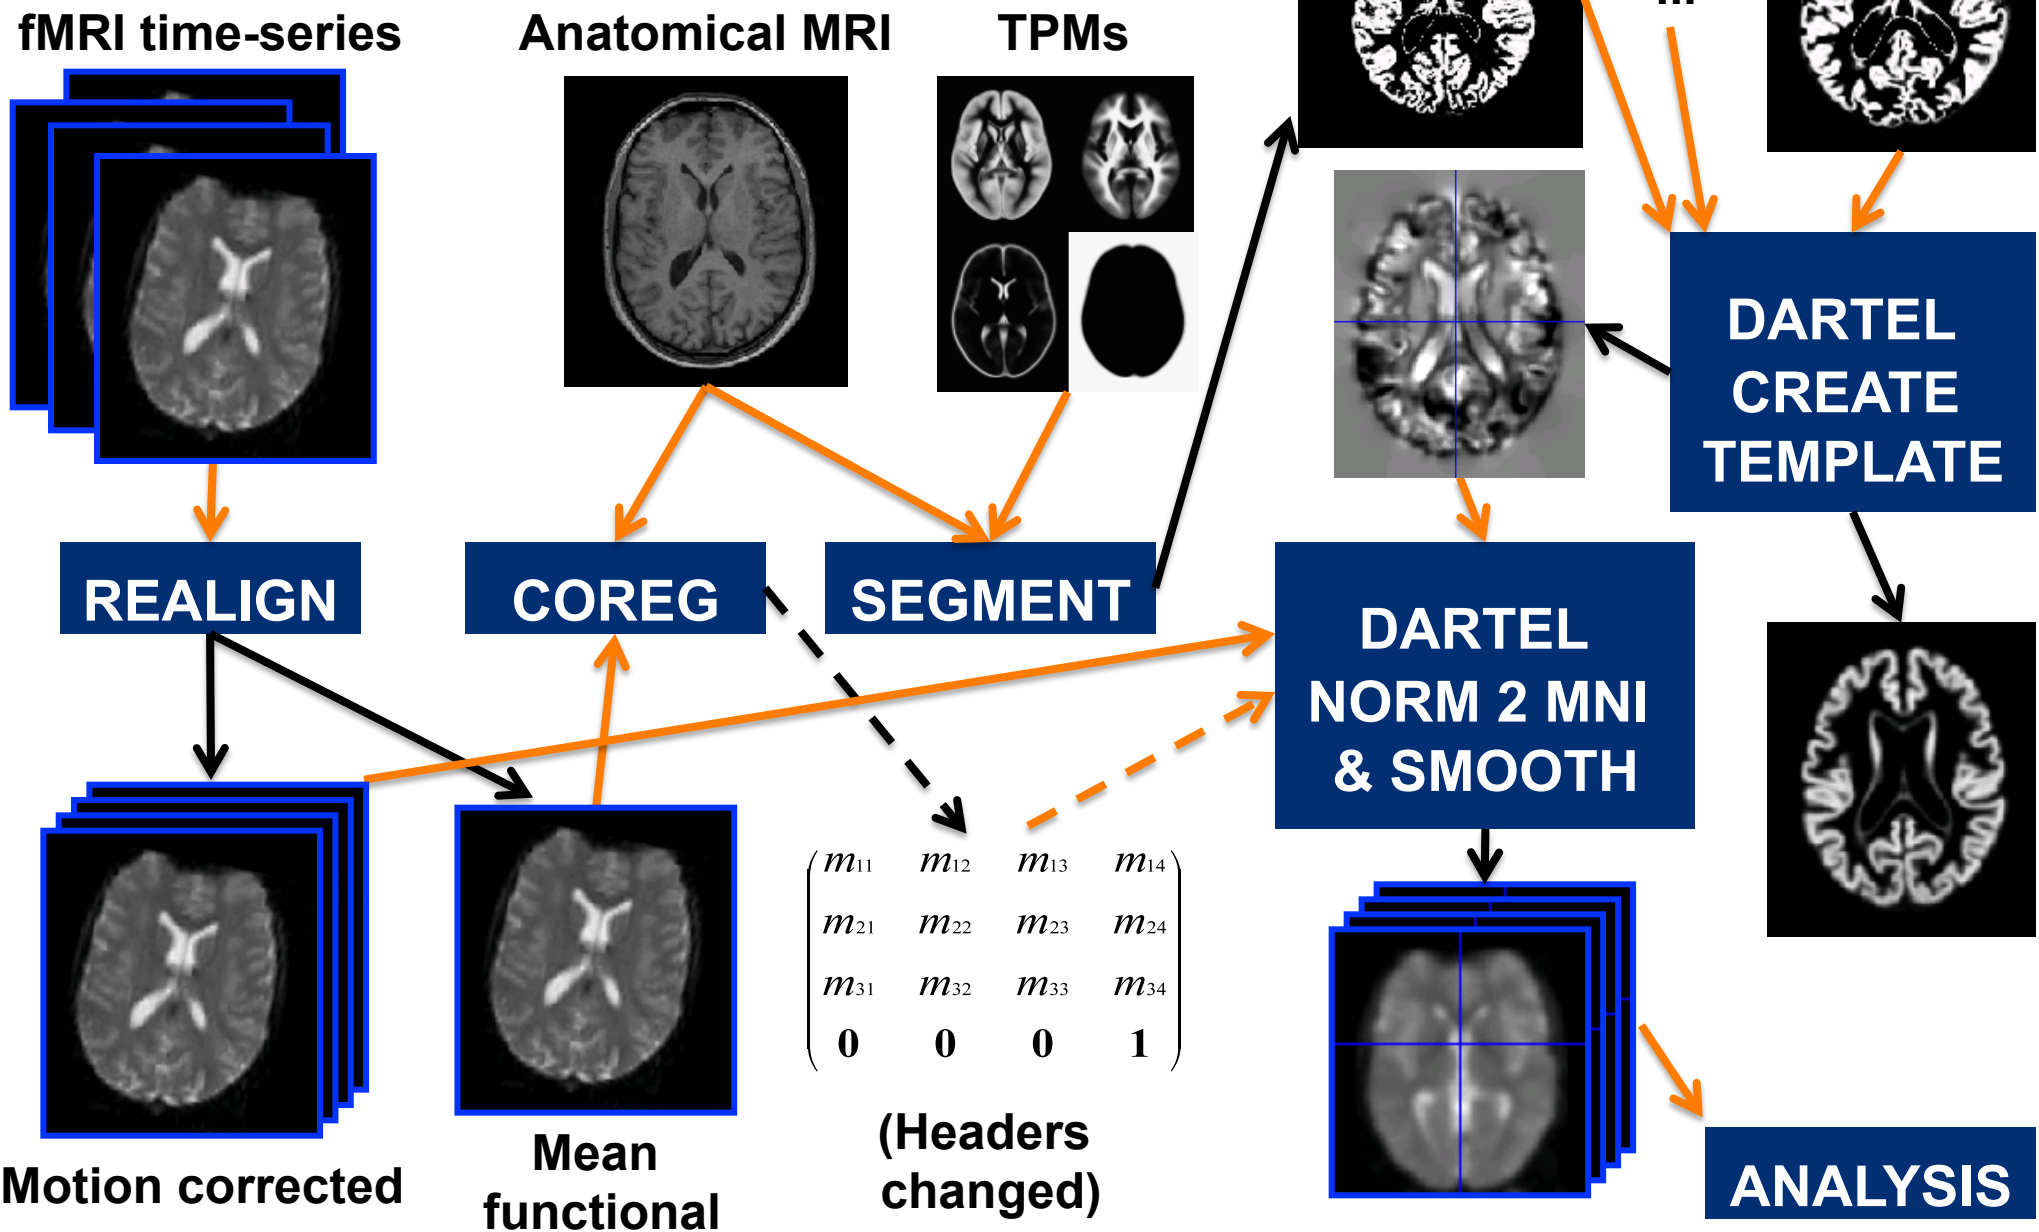 fMRI time-series
Anatomical MRI
TPMs
...
DARTEL
CREATE
TEMPLATE
REALIGN
COREG
SEGMENT
DARTEL
NORM 2 MNI
& SMOOTH
m11 m12 m13 m14
m21 m22 m23 m24
m31 m32 m33 m34
0 0 0 1
(Headers
changed)
Motion corrected
Mean
functional
ANALYSIS